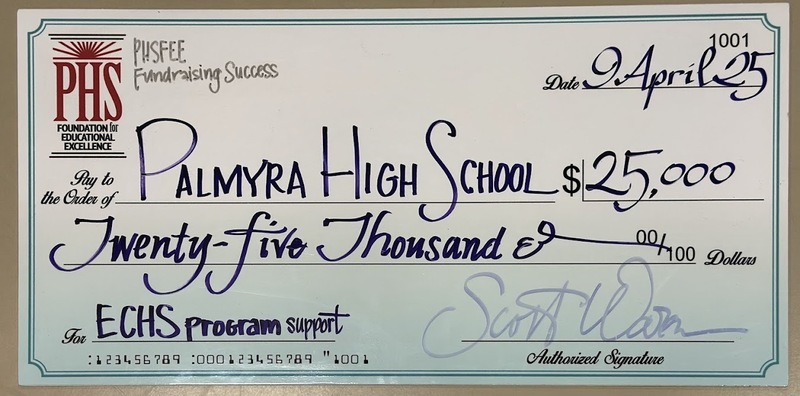 1001
PHSFEE
Fundraising Success
Date 9 April 25
PHS
FOUNDATION for
EDUCATIONAL
EXCELLENCE
Pay to
the Order of PALMYRA HIGH SCHOOL $ 25,000
Twenty-five Thousand & 00/100 Dollars
For ECHS program support
Scott
Authorized Signature
:123456789 :000123456789 "1001